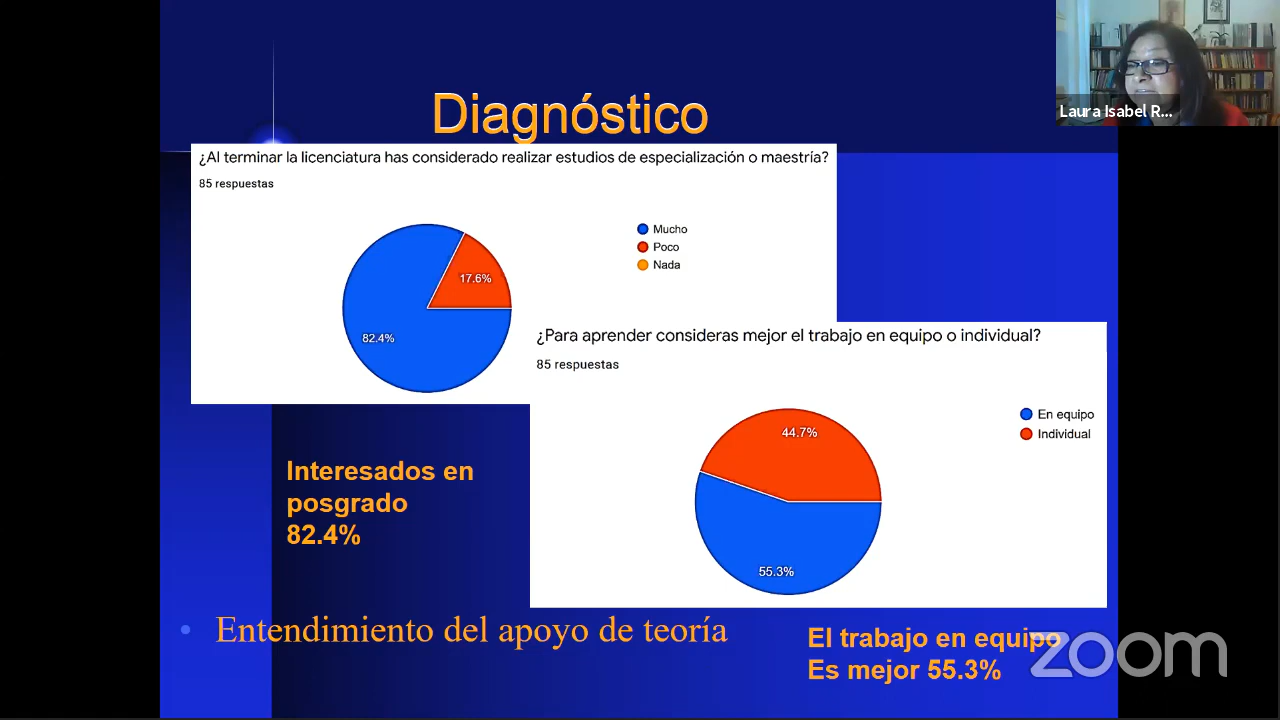 Laura Isabel R...
Diagnóstico
¿Al terminar la licenciatura has considerado realizar estudios de especialización o maestría?
85 respuestas
Mucho
Poco
Nada
17.6%
82.4%
¿Para aprender consideras mejor el trabajo en equipo o individual?
85 respuestas
En equipo
Individual
44.7%
55.3%
Interesados en
posgrado
82.4%
• Entendimiento del apoyo de teoría
El trabajo en equipo
Es mejor 55.3%
zoom